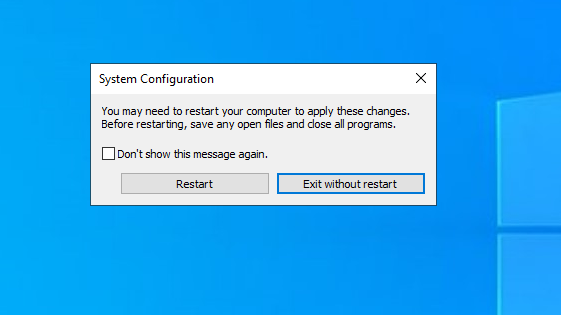 System Configuration
You may need to restart your computer to apply these changes.
Before restarting, save any open files and close all programs.
Don't show this message again.
Restart
Exit without restart